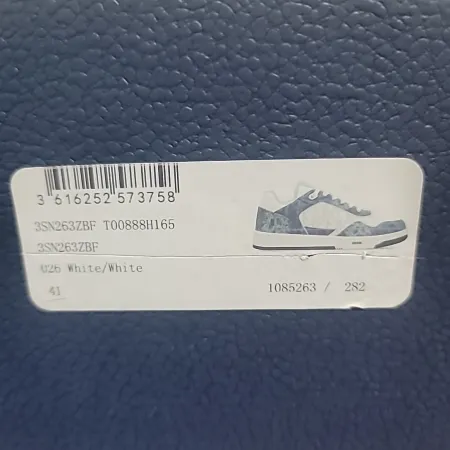 3 616252 573758
3SN263ZBF T00888H165
3SN263ZBF
026 White/White
41
1085263 / 282